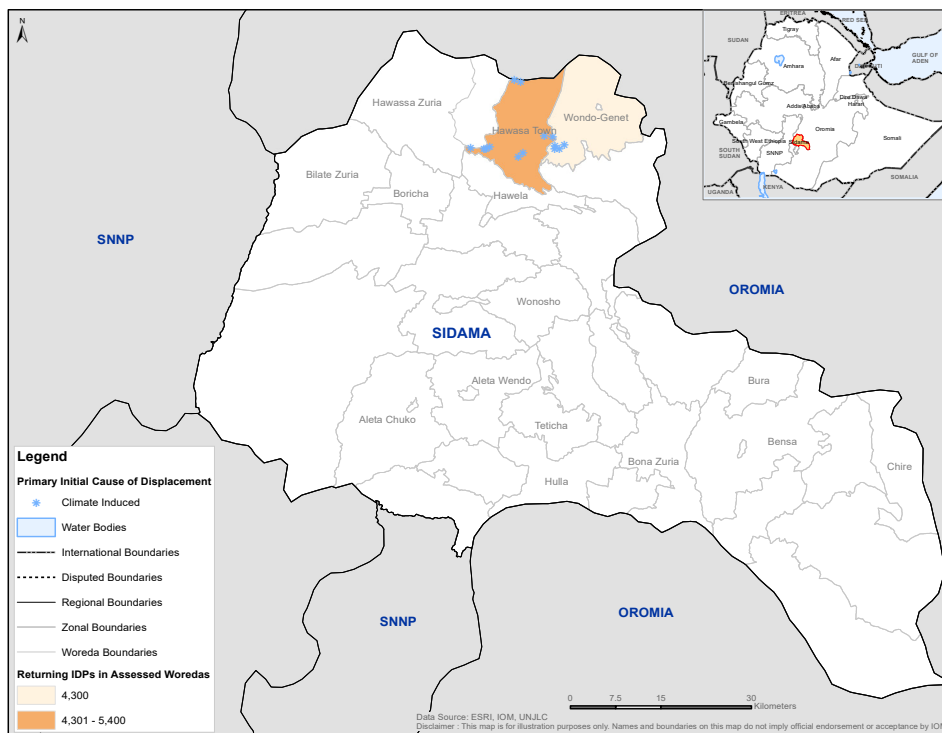 N
Hawassa Zuria
Wondo-Genet
Hawasa Town
Bilate Zuria
Boricha
Hawela
SNNP
OROMIA
Wonosho
SIDAMA
Aleta Wendo
Bura
Aleta Chuko
Teticha
Bensa
Bona Zuria
Chire
Hulla
SNNP
OROMIA
ERITREA
RED SEA
Tigray
SUDAN
GULF OF
ADEN
Afar
Amhara
Dire Dawa
Harari
Addis Ababa
Gambela
Oromia
South West Ethiopia
Sidama
Somali
SOUTH
SUDAN
SNNP
SOMALIA
UGANDA
KENYA
Legend
Primary Initial Cause of Displacement
Climate Induced
Water Bodies
International Boundaries
Disputed Boundaries
Regional Boundaries
Zonal Boundaries
Woreda Boundaries
Returning IDPs in Assessed Woredas
4,300
4,301 - 5,400
0 7.5 15 30
Kilometers
Data Source: ESRI, IOM, UNJLC
Disclaimer : This map is for illustration purposes only. Names and boundaries on this map do not imply official endorsement or acceptance by IOM